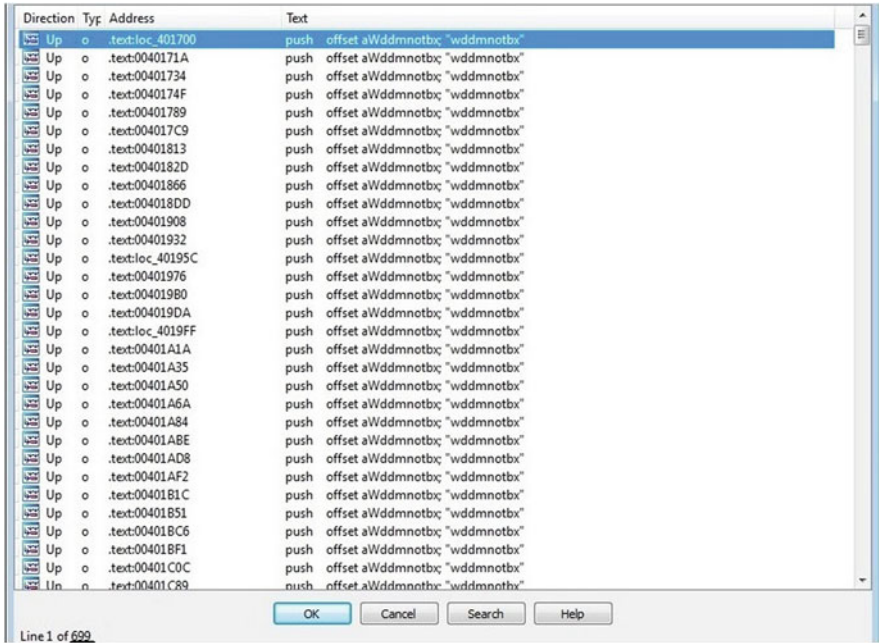 Direction Typ Address Text
Up o .text:loc_401700 push offset aWddmnotbx; "wddmnotbx"
Up o .text:0040171A push offset aWddmnotbx; "wddmnotbx"
Up o .text:00401734 push offset aWddmnotbx; "wddmnotbx"
Up o .text:0040174F push offset aWddmnotbx; "wddmnotbx"
Up o .text:00401789 push offset aWddmnotbx; "wddmnotbx"
Up o .text:004017C9 push offset aWddmnotbx; "wddmnotbx"
Up o .text:00401813 push offset aWddmnotbx; "wddmnotbx"
Up o .text:0040182D push offset aWddmnotbx; "wddmnotbx"
Up o .text:00401866 push offset aWddmnotbx; "wddmnotbx"
Up o .text:004018DD push offset aWddmnotbx; "wddmnotbx"
Up o .text:00401908 push offset aWddmnotbx; "wddmnotbx"
Up o .text:00401932 push offset aWddmnotbx; "wddmnotbx"
Up o .text:loc_40195C push offset aWddmnotbx; "wddmnotbx"
Up o .text:00401976 push offset aWddmnotbx; "wddmnotbx"
Up o .text:004019B0 push offset aWddmnotbx; "wddmnotbx"
Up o .text:004019DA push offset aWddmnotbx; "wddmnotbx"
Up o .text:loc_4019FF push offset aWddmnotbx; "wddmnotbx"
Up o .text:00401A1A push offset aWddmnotbx; "wddmnotbx"
Up o .text:00401A35 push offset aWddmnotbx; "wddmnotbx"
Up o .text:00401A50 push offset aWddmnotbx; "wddmnotbx"
Up o .text:00401A6A push offset aWddmnotbx; "wddmnotbx"
Up o .text:00401A84 push offset aWddmnotbx; "wddmnotbx"
Up o .text:00401ABE push offset aWddmnotbx; "wddmnotbx"
Up o .text:00401AD8 push offset aWddmnotbx; "wddmnotbx"
Up o .text:00401AF2 push offset aWddmnotbx; "wddmnotbx"
Up o .text:00401B1C push offset aWddmnotbx; "wddmnotbx"
Up o .text:00401B51 push offset aWddmnotbx; "wddmnotbx"
Up o .text:00401BC6 push offset aWddmnotbx; "wddmnotbx"
Up o .text:00401BF1 push offset aWddmnotbx; "wddmnotbx"
Up o .text:00401C0C push offset aWddmnotbx; "wddmnotbx"
Up o .text:00401C89 push offset aWddmnotbx; "wddmnotbx"
OK Cancel Search Help
Line 1 of 699